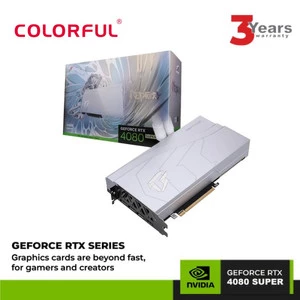 COLORFUL®
3 Years
warranty
GEFORCE RTX
4080 SUPER
GEFORCE RTX SERIES
Graphics cards are beyond fast,
for gamers and creators
NVIDIA
GEFORCE RTX
4080 SUPER